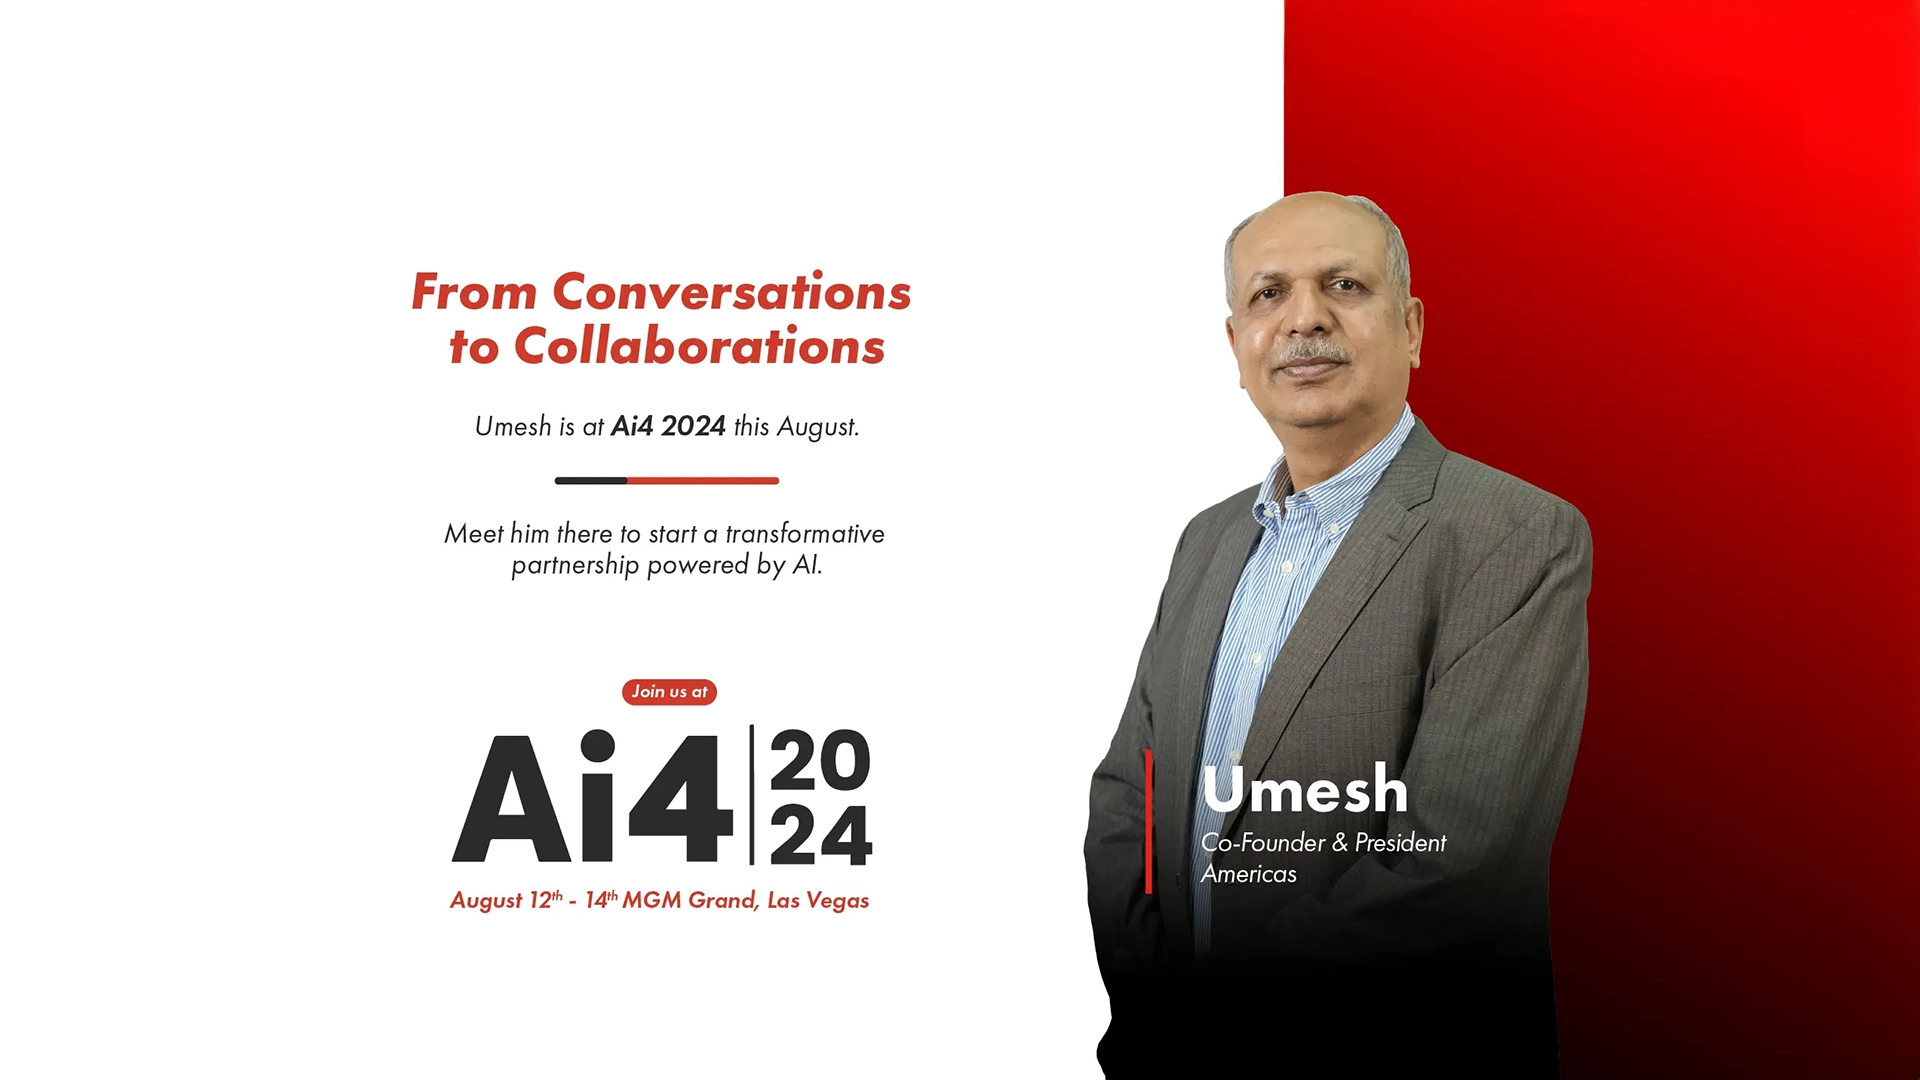 From Conversations
to Collaborations
Umesh is at Ai4 2024 this August.
Meet him there to start a transformative
partnership powered by AI.
Join us at
Ai4
20
24
August 12th - 14th MGM Grand, Las Vegas
Umesh
Co-Founder & President
Americas